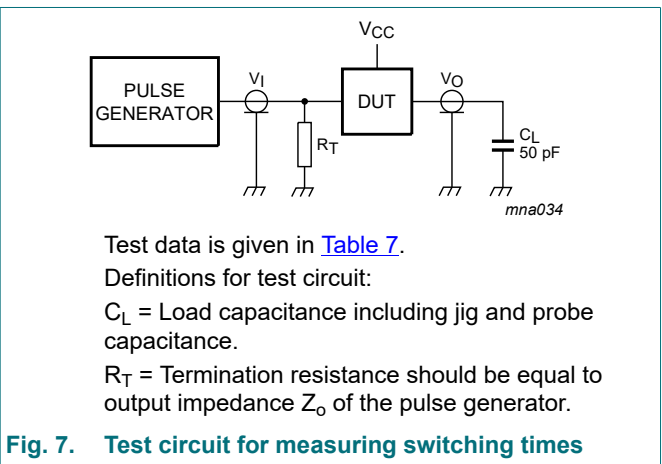 VCC
PULSE
GENERATOR
VI
DUT
VO
RT
CL
50 pF
mna034
Test data is given in Table 7.
Definitions for test circuit:
CL = Load capacitance including jig and probe
capacitance.
RT = Termination resistance should be equal to
output impedance Zo of the pulse generator.
Fig. 7. Test circuit for measuring switching times